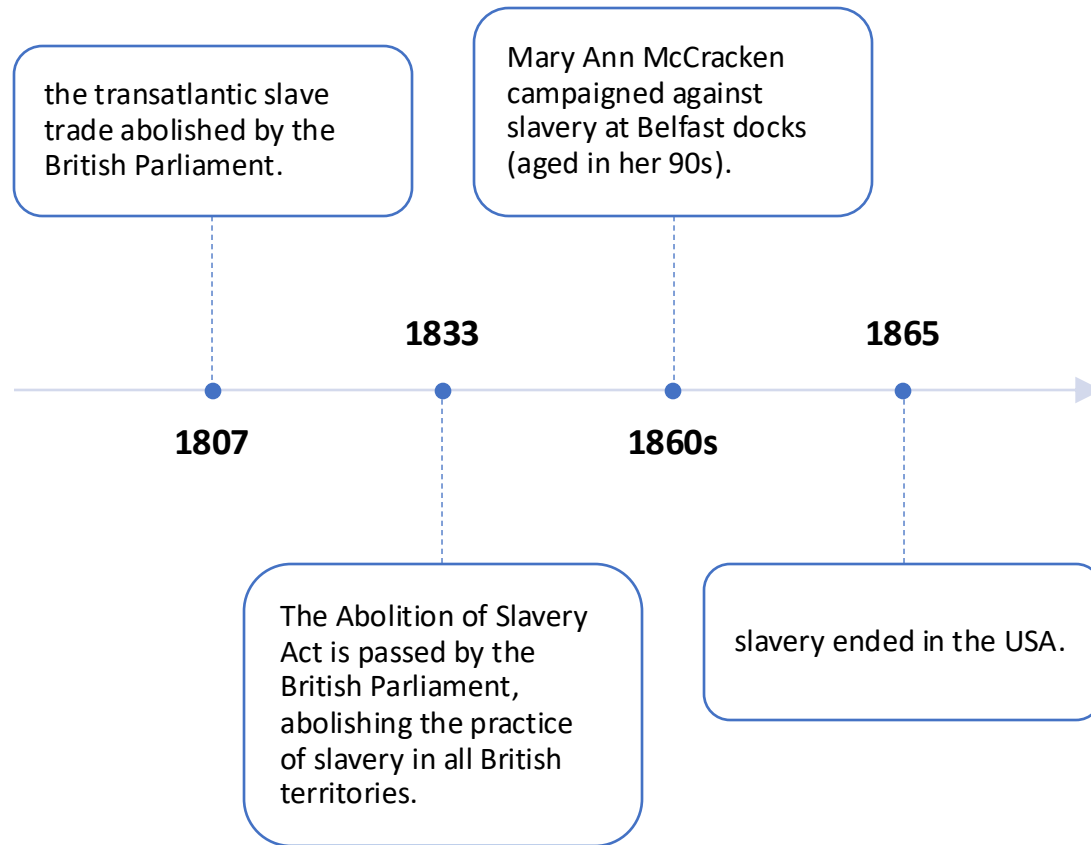 the transatlantic slave
trade abolished by the
British Parliament.
Mary Ann McCracken
campaigned against
slavery at Belfast docks
(aged in her 90s).
1833
1865
1807
1860s
The Abolition of Slavery
Act is passed by the
British Parliament,
abolishing the practice
of slavery in all British
territories.
slavery ended in the USA.